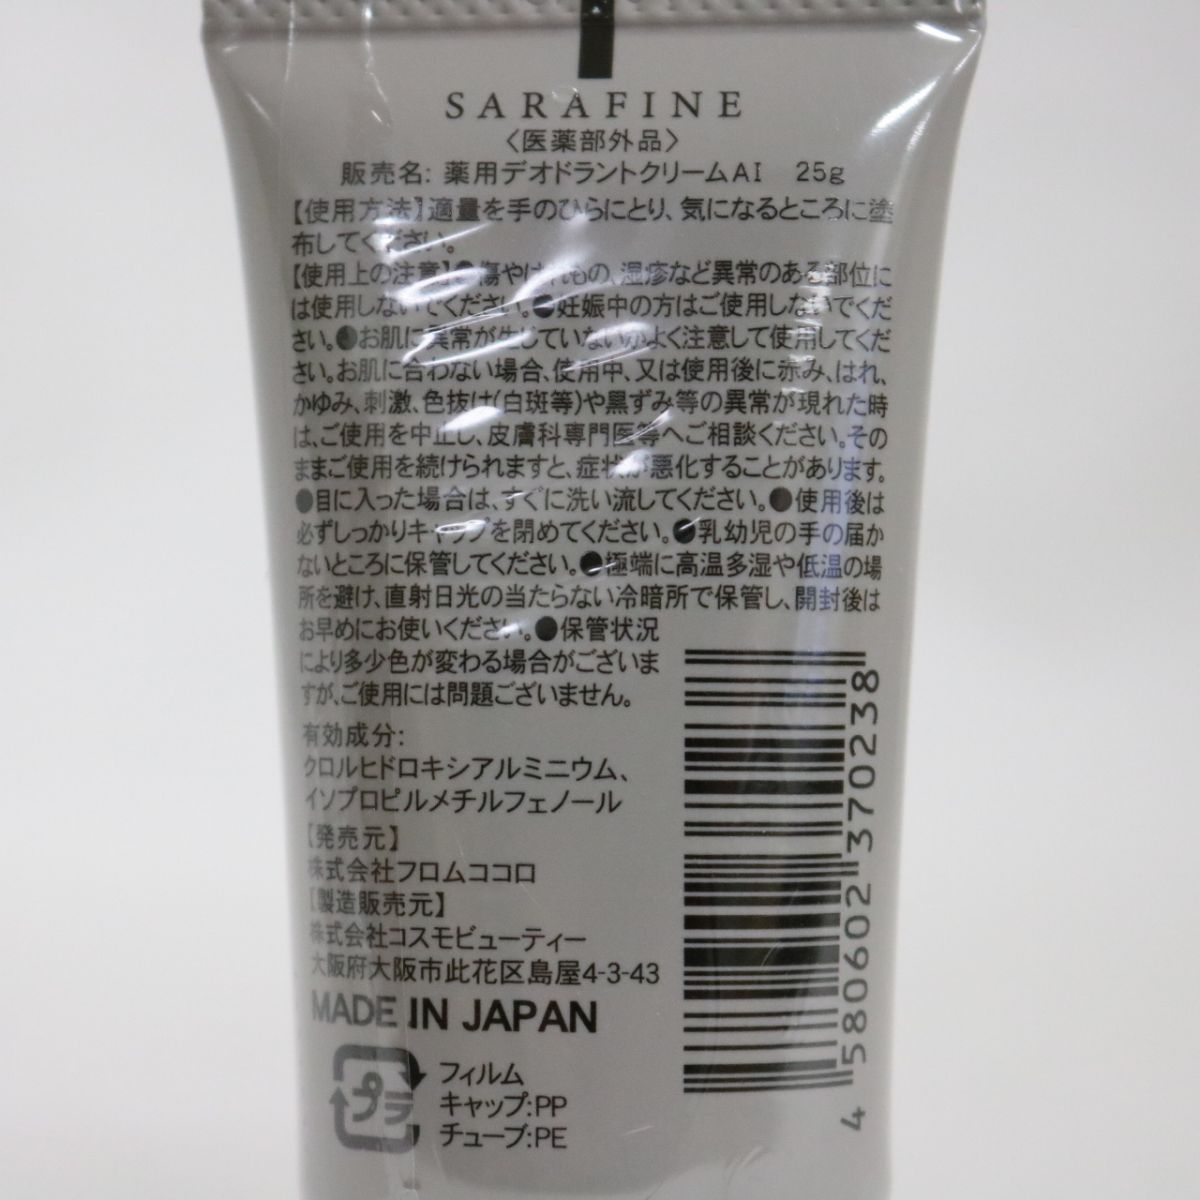 SARAFINE
〈医薬部外品〉
販売名: 薬用デオドラントクリームAI 25g
【使用方法】適量を手のひらにとり、気になるところに塗
布してください。
【使用上の注意】●傷やはれもの、湿疹など異常のある部位に
は使用しないでください。●妊娠中の方はご使用しないでくだ
さい。●お肌に異常が生じていないかよく注意して使用してくだ
さい。お肌に合わない場合、使用中、又は使用後に赤み、はれ、
かゆみ、刺激、色抜け(白斑等)や黒ずみ等の異常が現れた時
は、ご使用を中止し、皮膚科専門医等へご相談ください。その
ままご使用を続けられますと、症状が悪化することがあります。
●目に入った場合は、すぐに洗い流してください。●使用後は
必ずしっかりキャップを閉めてください。●乳幼児の手の届か
ないところに保管してください。●極端に高温多湿や低温の場
所を避け、直射日光の当たらない冷暗所で保管し、開封後は
お早めにお使いください。●保管状況
により多少色が変わる場合がございま
すが、ご使用には問題ございません。
有効成分:
クロルヒドロキシアルミニウム、
イソプロピルメチルフェノール
【発売元】
株式会社フロムココロ
【製造販売元】
株式会社コスモビューティー
大阪府大阪市此花区島屋4-3-43
MADE IN JAPAN
プラ
フィルム
キャップ:PP
チューブ:PE
4 580602 370238